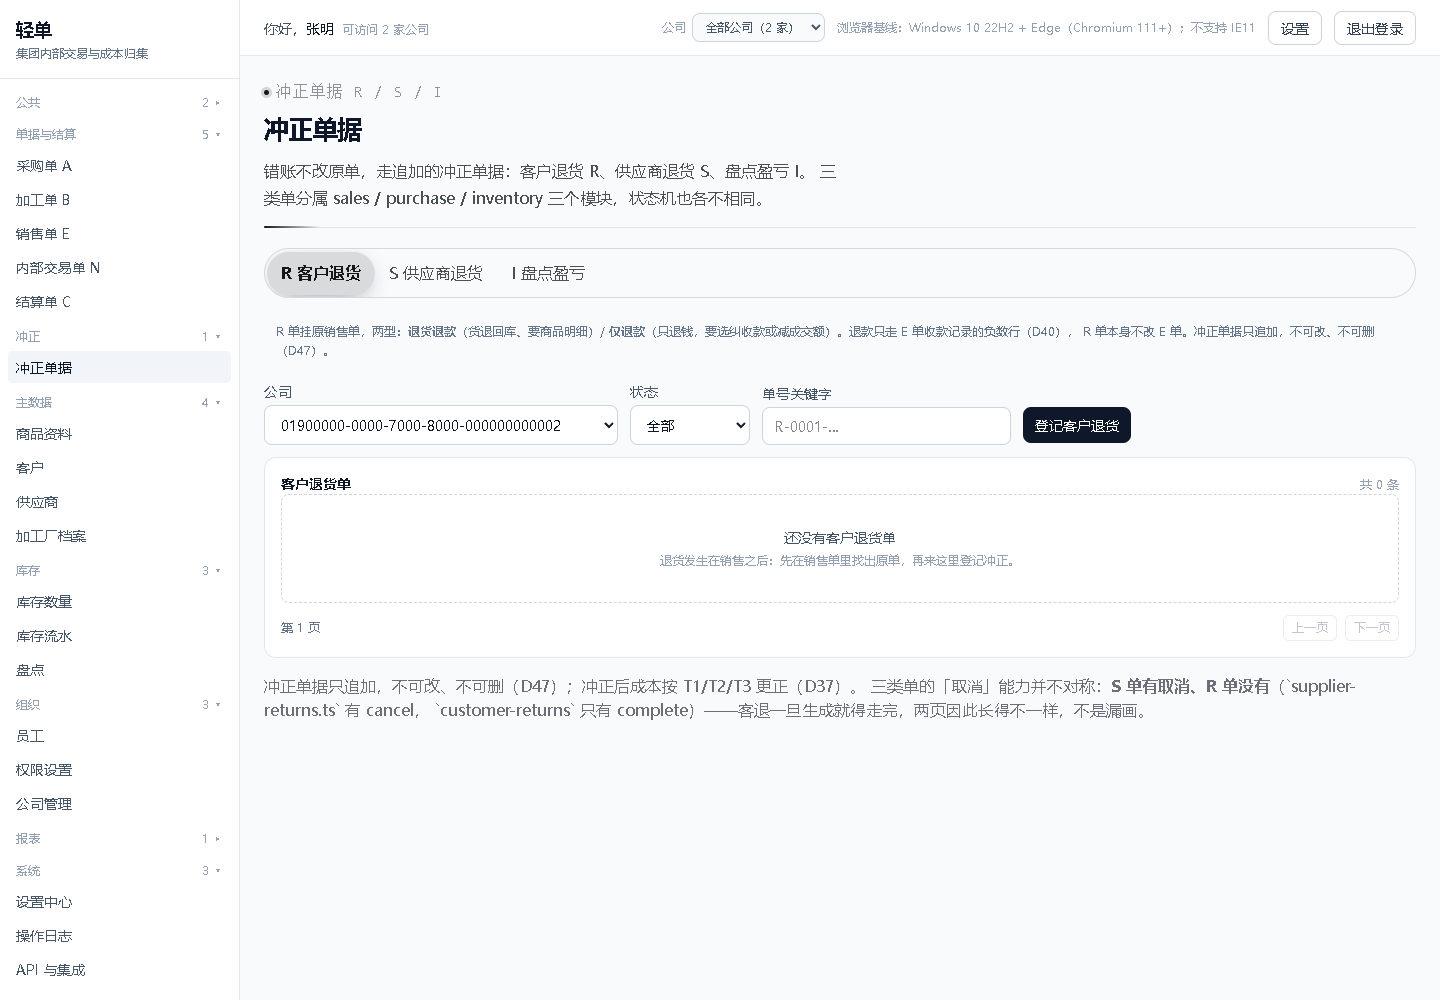 轻单
集团内部交易与成本归集
公共 2
单据与结算 5
采购单 A
加工单 B
销售单 E
内部交易单 N
结算单 C
冲正 1
冲正单据
主数据 4
商品资料
客户
供应商
加工厂档案
库存 3
库存数量
库存流水
盘点
组织 3
员工
权限设置
公司管理
报表 1
系统 3
设置中心
操作日志
API 与集成
你好，张明 可访问 2 家公司
公司 全部公司（2 家） 浏览器基线：Windows 10 22H2 + Edge（Chromium 111+）；不支持 IE11 设置 退出登录
冲正单据 R / S / I
冲正单据
错账不改原单，走追加的冲正单据：客户退货 R、供应商退货 S、盘点盈亏 I。 三
类单分属 sales / purchase / inventory 三个模块，状态机也各不相同。
R 客户退货 S 供应商退货 I 盘点盈亏
R 单挂原销售单，两型：退货退款（货退回库、要商品明细）/ 仅退款（只退钱，要选纠收款或减成交额）。退款只走 E 单收款记录的负数行（D40）， R 单本身不改 E 单。冲正单据只追加，不可改、不可删
（D47）。
公司 状态 单号关键字
01900000-0000-7000-8000-000000000002 全部 R-0001-... 登记客户退货
客户退货单 共 0 条
还没有客户退货单
退货发生在销售之后：先在销售单里找出原单，再来这里登记冲正。
第 1 页 上一页 下一页
冲正单据只追加，不可改、不可删（D47）；冲正后成本按 T1/T2/T3 更正（D37）。 三类单的「取消」能力并不对称：S 单有取消、R 单没有（`supplier-
returns.ts` 有 cancel， `customer-returns` 只有 complete）——客退一旦生成就得走完，两页因此长得不一样，不是漏画。